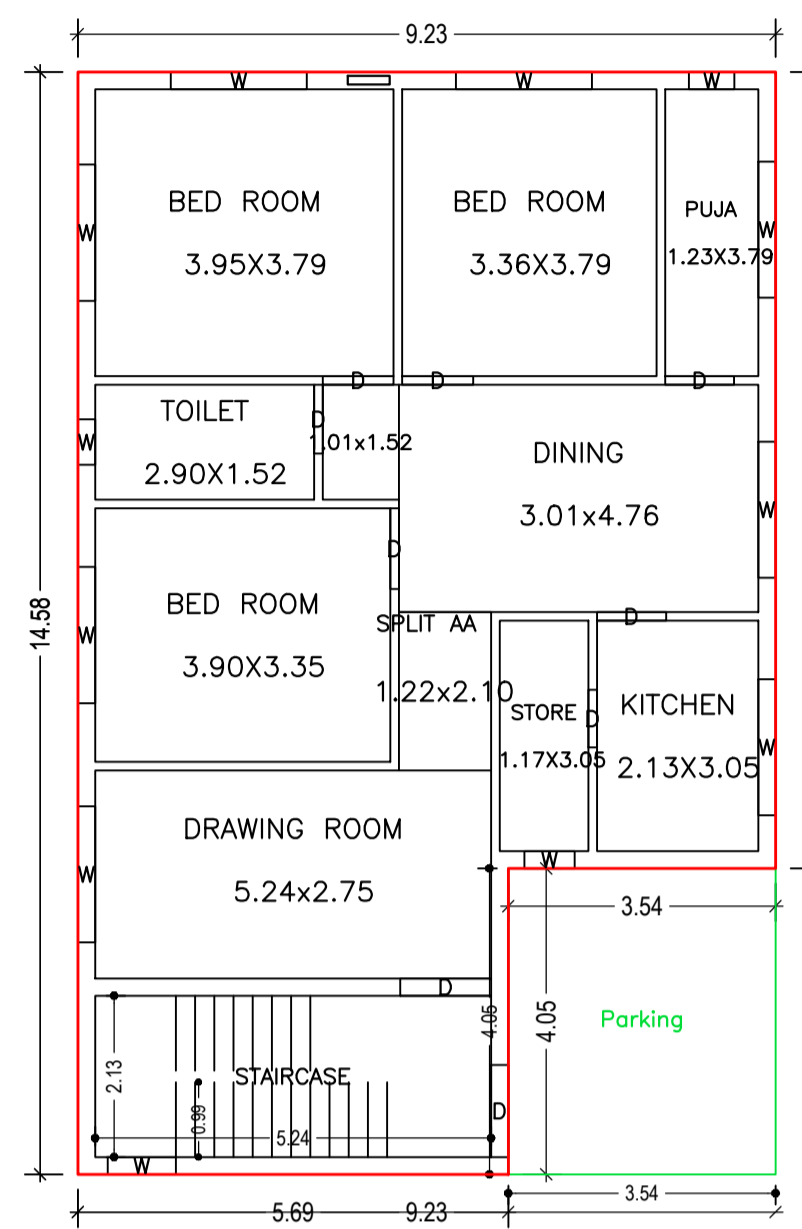 9.23
W W W
BED ROOM
3.95X3.79
BED ROOM
3.36X3.79
PUJA
1.23X3.79
W
W
D D D
TOILET
2.90X1.52
D
1.01x1.52
W
DINING
3.01x4.76
W
14.58
BED ROOM
3.90X3.35
D
W
SPLIT AA
1.22x2.10
D
STORE
1.17X3.05
D
KITCHEN
2.13X3.05
W
DRAWING ROOM
5.24x2.75
W
W
3.54
D
4.05
4.05
Parking
STAIRCASE
2.13
0.99
5.24
D
W
3.54
5.69
9.23